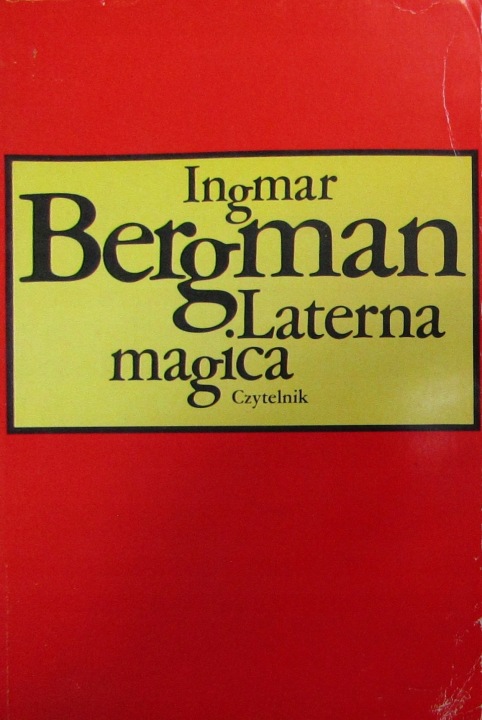 Ingmar
Bergman
.Laterna
magica
Czytelnik